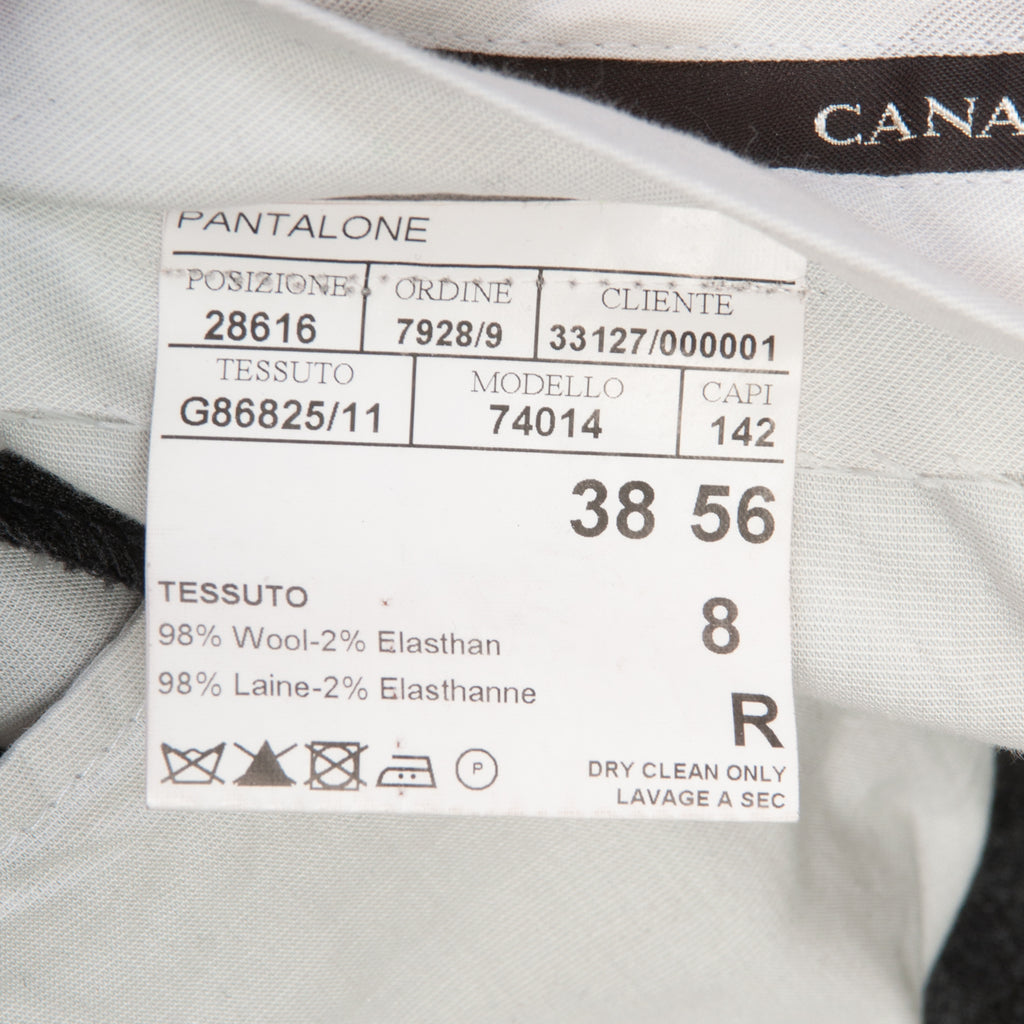 CANA
PANTALONE
POSIZIONE ORDINE CLIENTE
28616 7928/9 33127/000001
TESSUTO MODELLO CAPI
G86825/11 74014 142
38 56
TESSUTO
8
98% Wool-2% Elasthan
98% Laine-2% Elasthanne
R
P
DRY CLEAN ONLY
LAVAGE A SEC